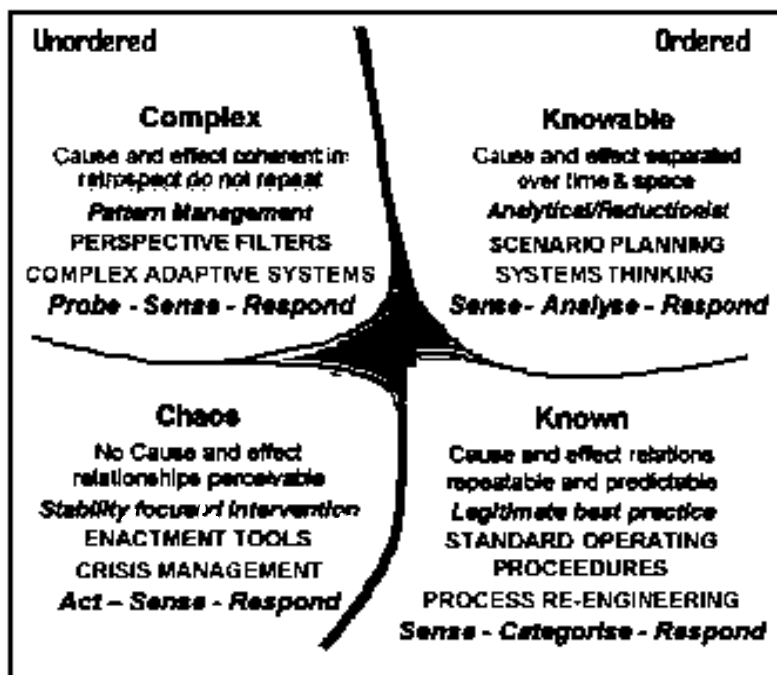 Unordered
Ordered
Complex
Cause and effect coherent in
retrospect do not repeat
Pattern Management
PERSPECTIVE FILTERS
COMPLEX ADAPTIVE SYSTEMS
Probe - Sense - Respond
Knowable
Cause and effect separated
over time & space
Analytical/Reductionist
SCENARIO PLANNING
SYSTEMS THINKING
Sense - Analyse - Respond
Chaos
No Cause and effect
relationships perceivable
Stability focused intervention
ENACTMENT TOOLS
CRISIS MANAGEMENT
Act – Sense - Respond
Known
Cause and effect relations
repeatable and predictable
Legitimate best practice
STANDARD OPERATING
PROCEEDURES
PROCESS RE-ENGINEERING
Sense - Categorise - Respond